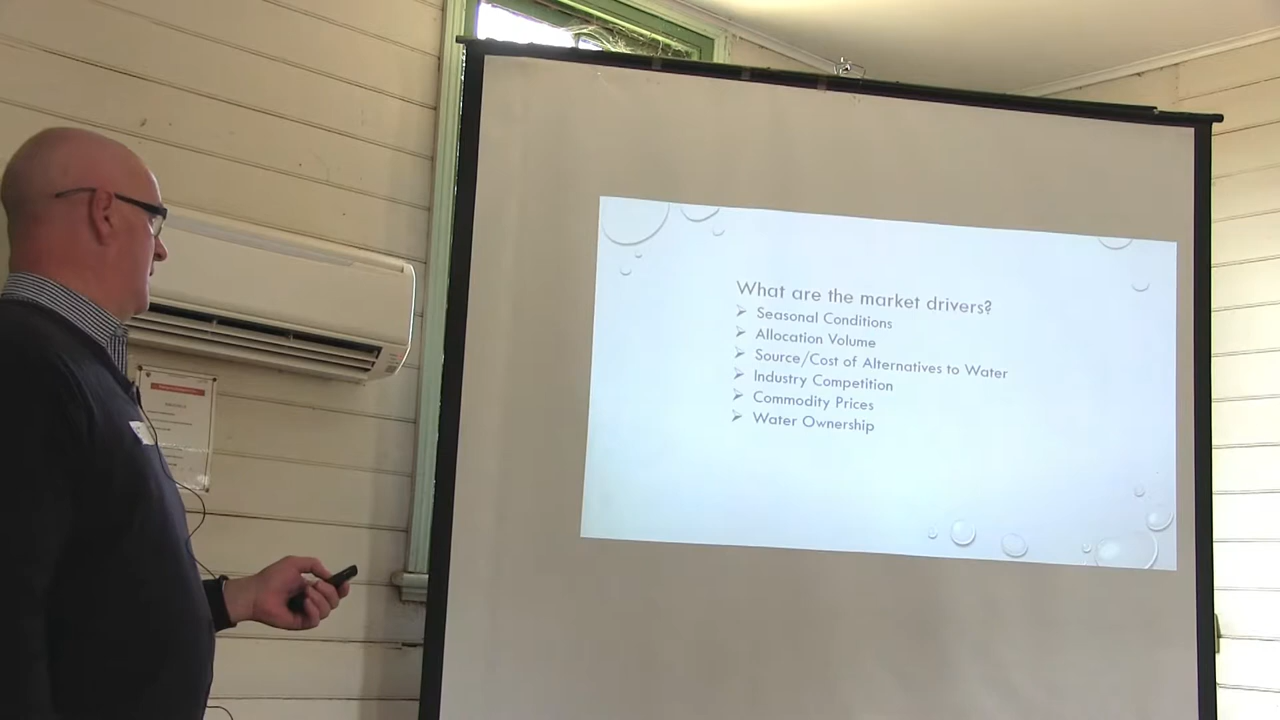 What are the market drivers?
Seasonal Conditions
Allocation Volume
Source/Cost of Alternatives to Water
Industry Competition
Commodity Prices
Water Ownership